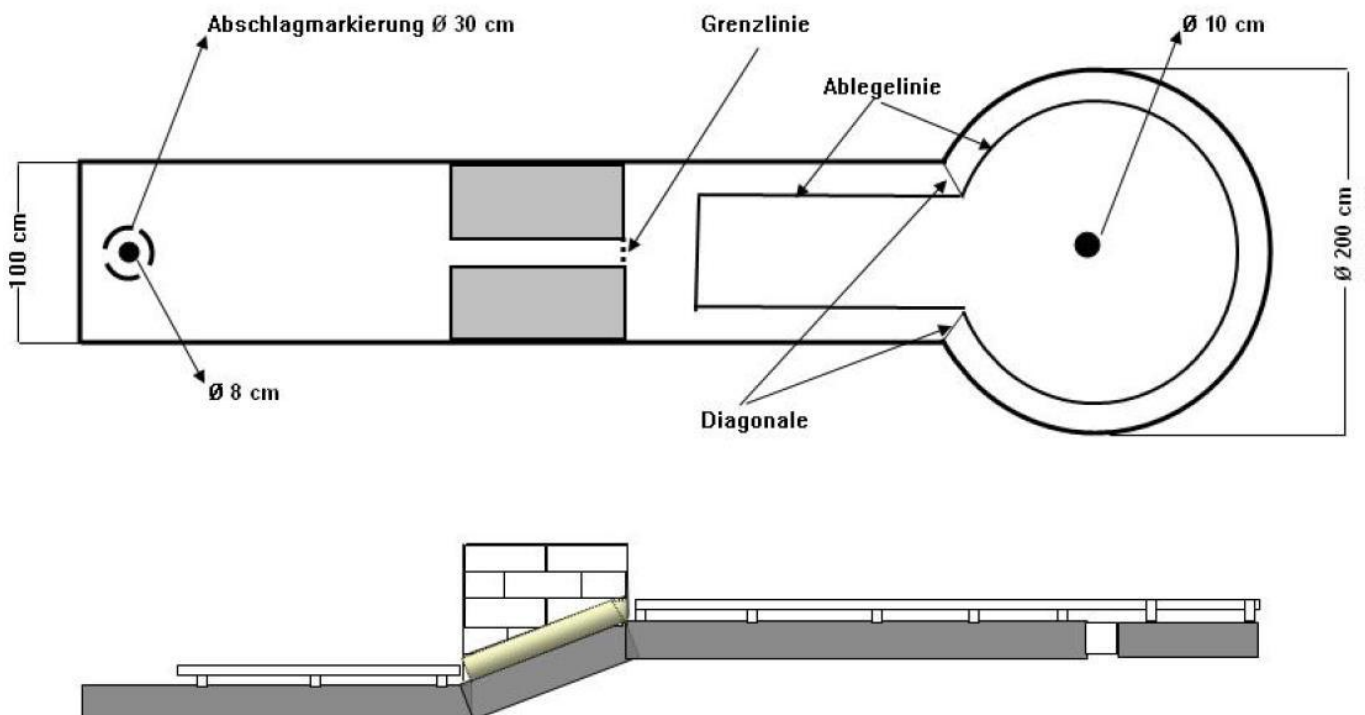 Abschlagmarkierung Ø 30 cm
Grenzlinie
Ø 10 cm
Ablegelinie
100 cm
Ø 200 cm
Ø 8 cm
Diagonale